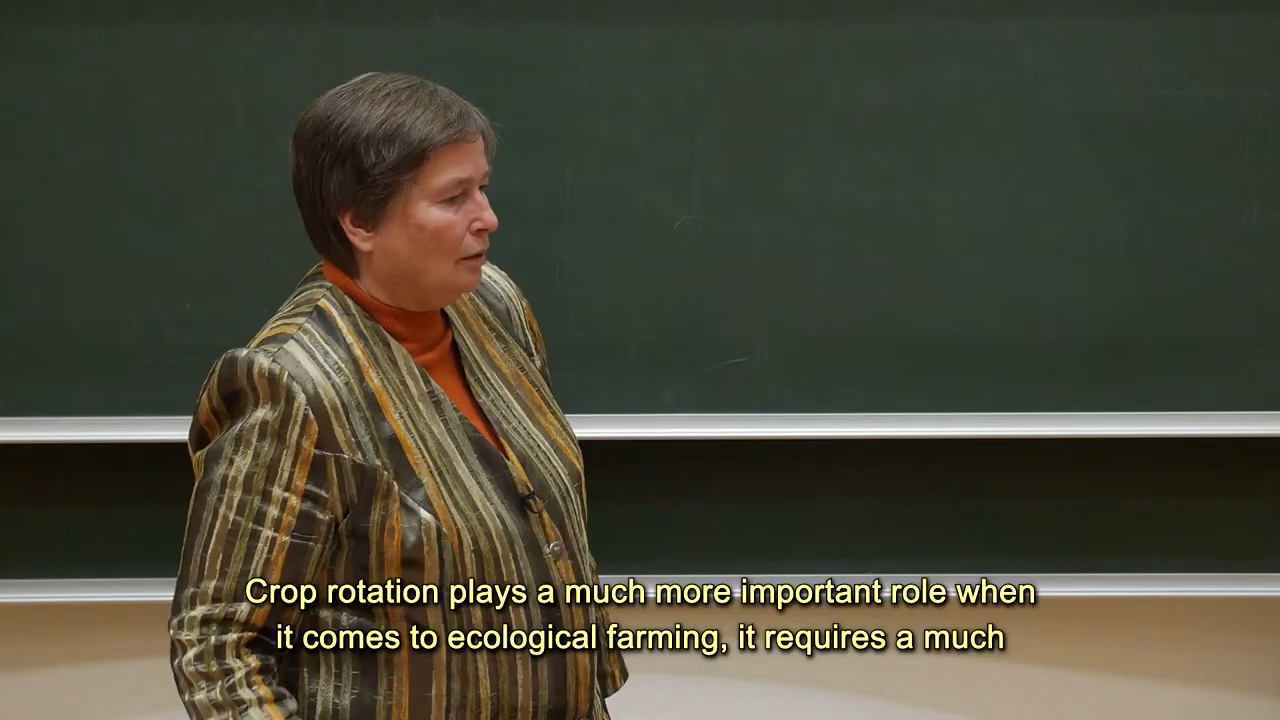 Crop rotation plays a much more important role when
it comes to ecological farming, it requires a much